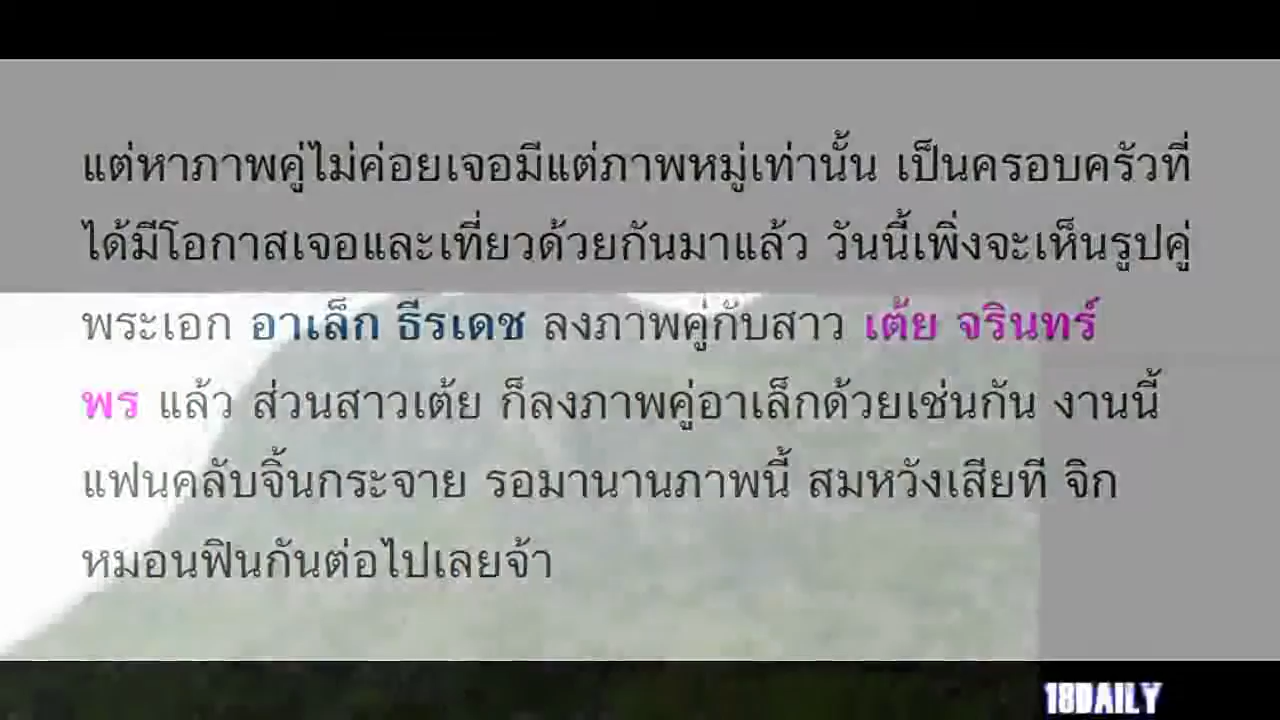 แต่หาภาพคู่ไม่ค่อยเจอมีแต่ภาพหมู่เท่านั้น เป็นครอบครัวที่
ได้มีโอกาสเจอและเที่ยวด้วยกันมาแล้ว วันนี้เพิ่งจะเห็นรูปคู่
พระเอก อาเล็ก ธีรเดช ลงภาพคู่กับสาว เต้ย จรินทร์
พร แล้ว ส่วนสาวเต้ย ก็ลงภาพคู่อาเล็กด้วยเช่นกัน งานนี้
แฟนคลับจิ้นกระจาย รอมานานภาพนี้ สมหวังเสียที จิก
หมอนฟินกันต่อไปเลยจ้า
18DAILY